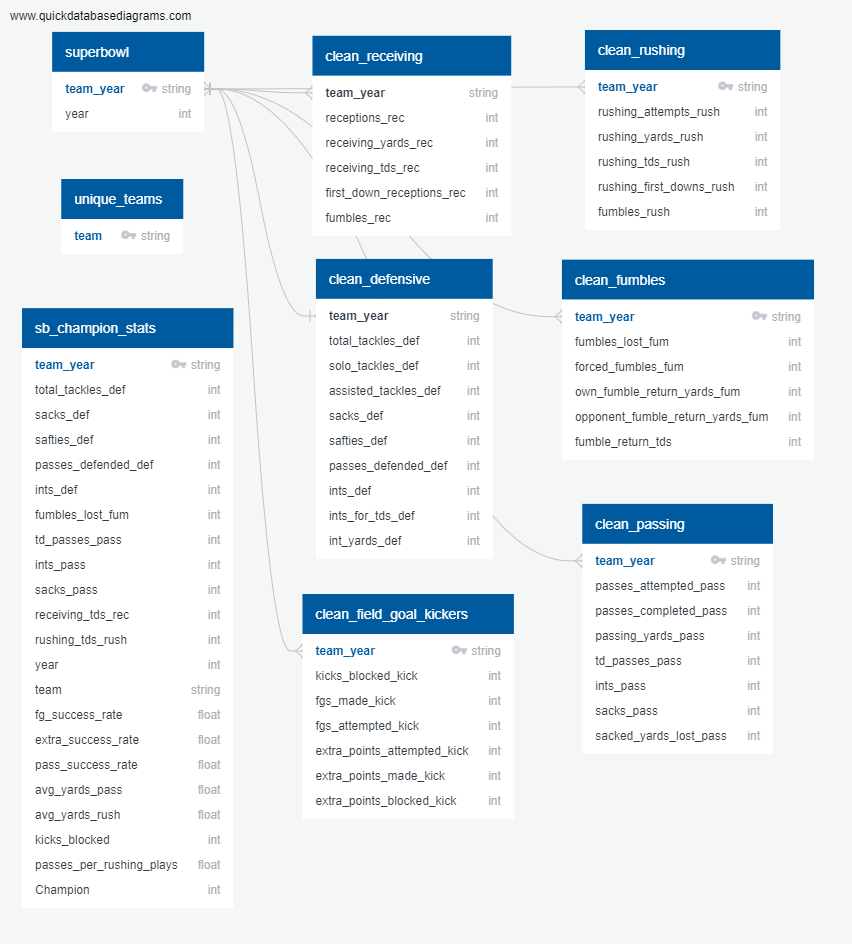 www.quickdatabasediagrams.com
superbowl
team_year string
year int
unique_teams
team string
sb_champion_stats
team_year string
total_tackles_def int
sacks_def int
safties_def int
passes_defended_def int
ints_def int
fumbles_lost_fum int
td_passes_pass int
ints_pass int
sacks_pass int
receiving_tds_rec int
rushing_tds_rush int
year int
team string
fg_success_rate float
extra_success_rate float
pass_success_rate float
avg_yards_pass float
avg_yards_rush float
kicks_blocked int
passes_per_rushing_plays float
Champion int
clean_receiving
team_year string
receptions_rec int
receiving_yards_rec int
receiving_tds_rec int
first_down_receptions_rec int
fumbles_rec int
clean_defensive
team_year string
total_tackles_def int
solo_tackles_def int
assisted_tackles_def int
sacks_def int
safties_def int
passes_defended_def int
ints_def int
ints_for_tds_def int
int_yards_def int
clean_field_goal_kickers
team_year string
kicks_blocked_kick int
fgs_made_kick int
fgs_attempted_kick int
extra_points_attempted_kick int
extra_points_made_kick int
extra_points_blocked_kick int
clean_rushing
team_year string
rushing_attempts_rush int
rushing_yards_rush int
rushing_tds_rush int
rushing_first_downs_rush int
fumbles_rush int
clean_fumbles
team_year string
fumbles_lost_fum int
forced_fumbles_fum int
own_fumble_return_yards_fum int
opponent_fumble_return_yards_fum int
fumble_return_tds int
clean_passing
team_year string
passes_attempted_pass int
passes_completed_pass int
passing_yards_pass int
td_passes_pass int
ints_pass int
sacks_pass int
sacked_yards_lost_pass int